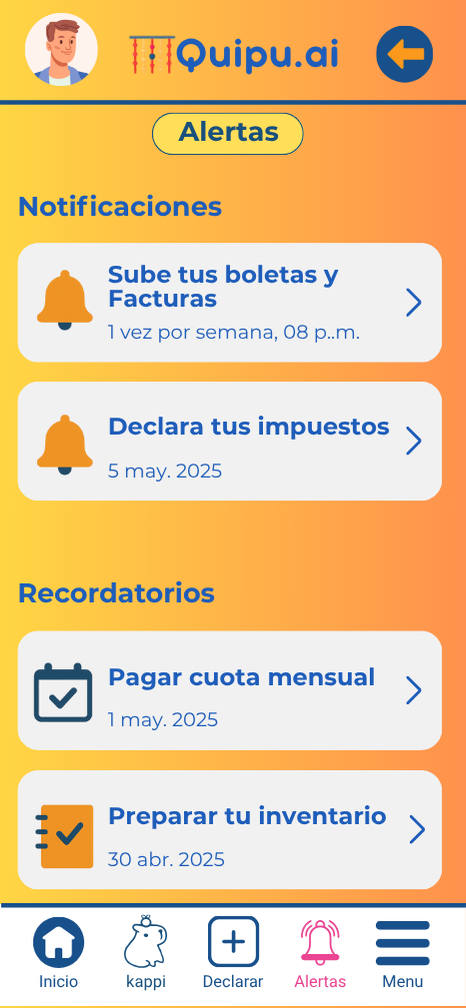 Quipu.ai
Alertas
Notificaciones
Sube tus boletas y
Facturas
1 vez por semana, 08 p..m.
Declara tus impuestos
5 may. 2025
Recordatorios
Pagar cuota mensual
1 may. 2025
Preparar tu inventario
30 abr. 2025
Inicio
kappi
Declarar
Alertas
Menu